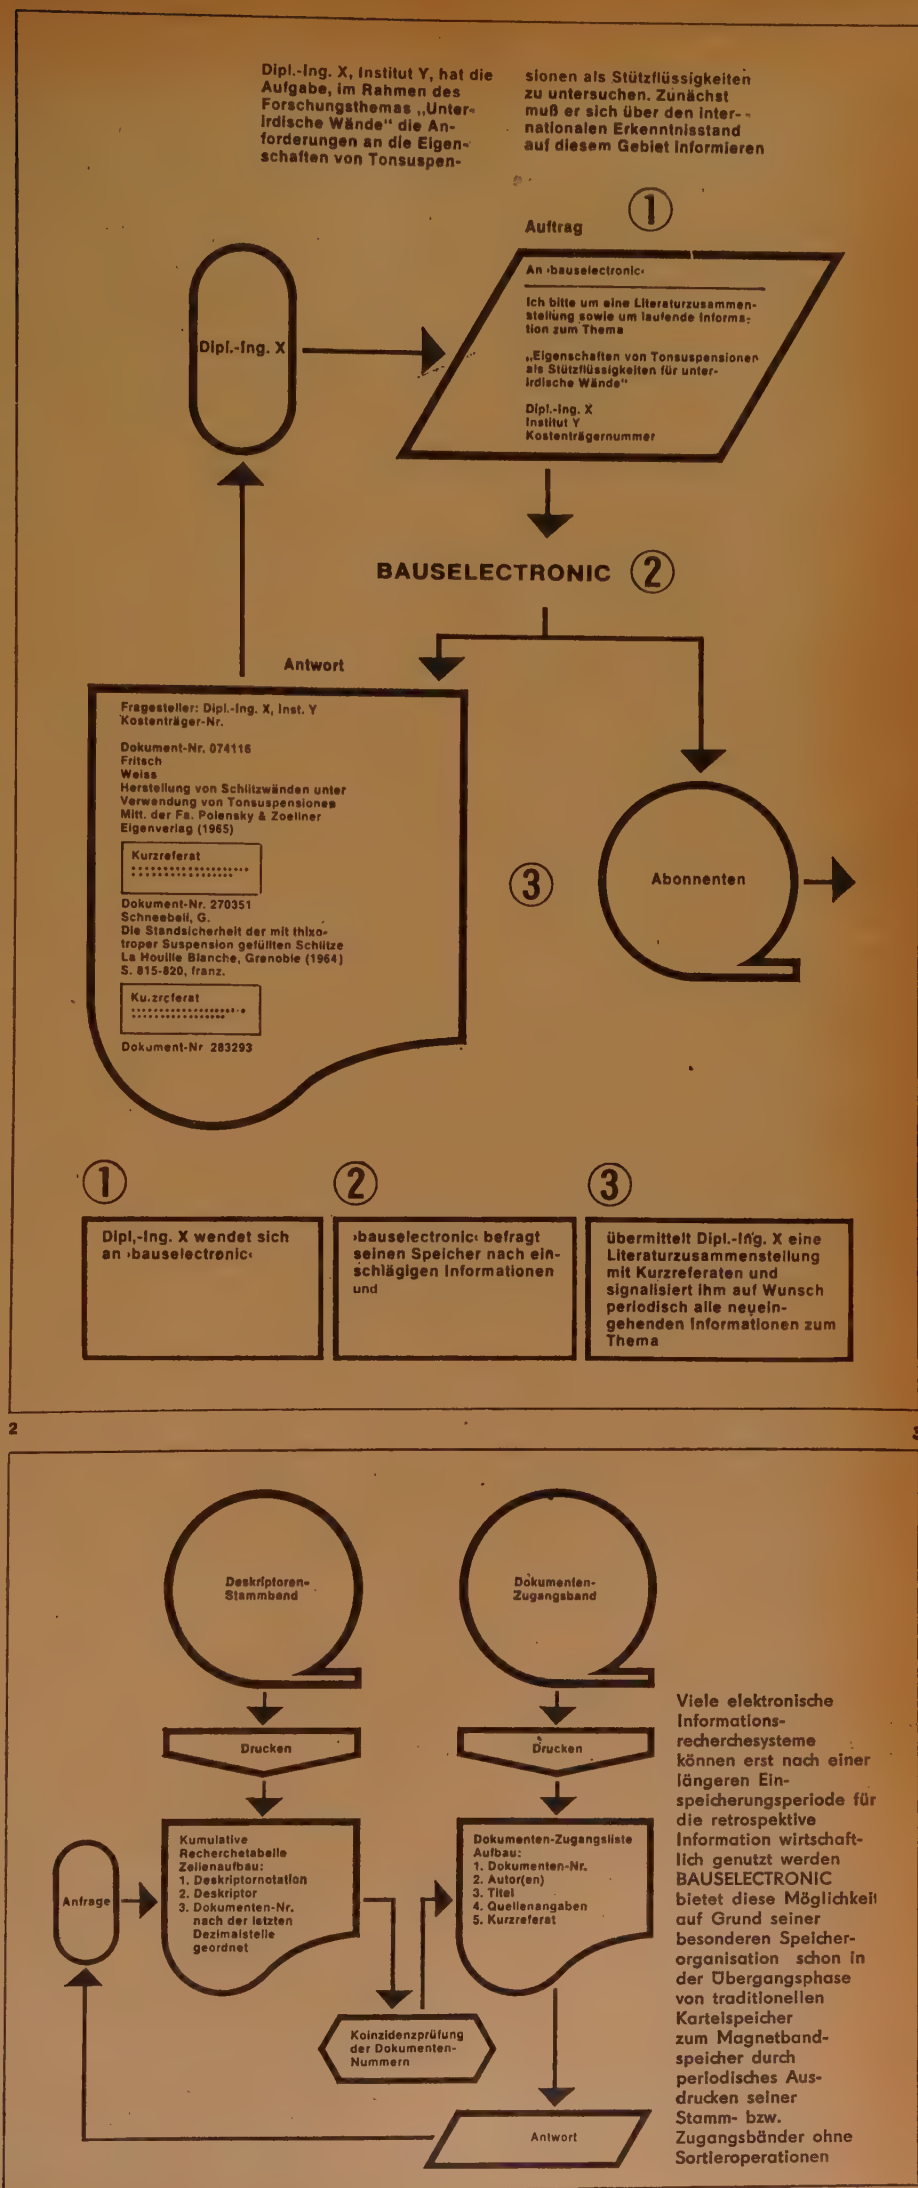 Dipl.-Ing. X, Institut Y, hat die
Aufgabe, im Rahmen des
Forschungsthemas „Unter-
irdische Wände“ die An-
forderungen an die Eigen-
schaften von Tonsuspen-
sionen als Stützflüssigkeiten
zu untersuchen. Zunächst
muß er sich über den inter-
nationalen Erkenntnisstand
auf diesem Gebiet informieren
1
Auftrag
An ›bauselectronic‹
Ich bitte um eine Literaturzusammen-
stellung sowie um laufende Informa-
tion zum Thema
„Eigenschaften von Tonsuspensionen
als Stützflüssigkeiten für unter-
irdische Wände“
Dipl.-Ing. X
Institut Y
Kostenträgernummer
Dipl.-Ing. X
BAUSELECTRONIC 2
Antwort
Fragesteller: Dipl.-Ing. X, Inst. Y
Kostenträger-Nr.
Dokument-Nr. 074116
Fritsch
Weiss
Herstellung von Schlitzwänden unter
Verwendung von Tonsuspensiones
Mitt. der Fa. Polensky & Zoellner
Eigenverlag (1965)
Kurzreferat
Dokument-Nr. 270351
Schneebeli, G.
Die Standsicherheit der mit thixo-
troper Suspension gefüllten Schlitze
La Houille Blanche, Grenoble (1964)
S. 815-820, franz.
Ku.zreferat
Dokument-Nr 283293
3
Abonnenten
1
Dipl,-Ing. X wendet sich
an ›bauselectronic‹
2
›bauselectronic‹ befragt
seinen Speicher nach ein-
schlägigen Informationen
und
3
übermittelt Dipl.-Ing. X eine
Literaturzusammenstellung
mit Kurzreferaten und
signalisiert ihm auf Wunsch
periodisch alle neuein-
gehenden Informationen zum
Thema
2
Deskriptoren-
Stammband
Dokumenten-
Zugangsband
Drucken
Drucken
Anfrage
Kumulative
Recherchetabelle
Zeilenaufbau:
1. Deskriptornotation
2. Deskriptor
3. Dokumenten-Nr.
nach der letzten
Dezimalstelle
geordnet
Dokumenten-Zugangsliste
Aufbau:
1. Dokumenten-Nr.
2. Autor(en)
3. Titel
4. Quellenangaben
5. Kurzreferat
Koinzidenzprüfung
der Dokumenten-
Nummern
Antwort
Viele elektronische
Informations-
recherchesysteme
können erst nach einer
längeren Ein-
speicherungsperiode für
die retrospektive
Information wirtschaft-
lich genutzt werden
BAUSELECTRONIC
bietet diese Möglichkeit
auf Grund seiner
besonderen Speicher-
organisation schon in
der Übergangsphase
von traditionellen
Karteispeicher
zum Magnetband-
speicher durch
periodisches Aus-
drucken seiner
Stamm- bzw.
Zugangsbänder ohne
Sortieroperationen